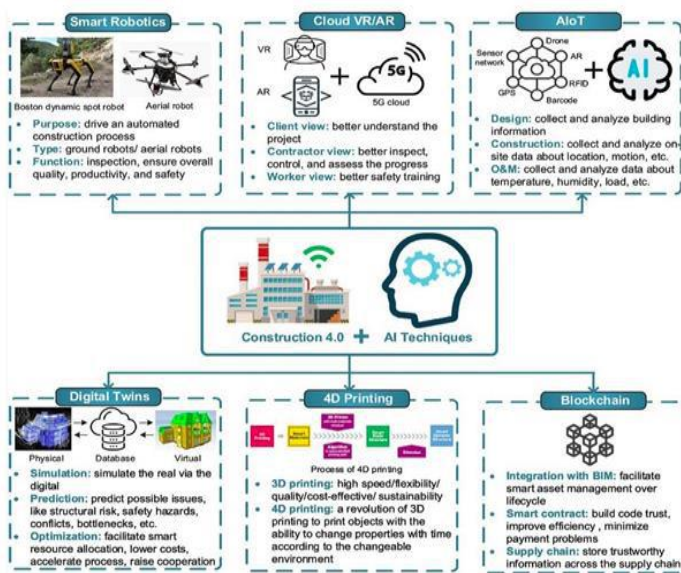 Smart Robotics
Boston dynamic spot robot
Aerial robot
Purpose: drive an automated
construction process
Type: ground robots/ aerial robots
Function: inspection, ensure overall
quality, productivity, and safety
Cloud VR/AR
VR
AR
5G
5G cloud
Client view: better understand the
project
Contractor view: better inspect,
control, and assess the progress
Worker view: better safety training
AIoT
Drone
Sensor
network
AR
GPS
RFID
Barcode
AI
Design: collect and analyze building
information
Construction: collect and analyze on-
site data about location, motion, etc.
O&M: collect and analyze data about
temperature, humidity, load, etc.
Construction 4.0 + AI Techniques
Digital Twins
Physical
Database
Virtual
Simulation: simulate the real via the
digital
Prediction: predict possible issues,
like structural risk, safety hazards,
conflicts, bottlenecks, etc.
Optimization: facilitate smart
resource allocation, lower costs,
accelerate process, raise cooperation
4D Printing
Process of 4D printing
3D printing: high speed/flexibility/
quality/cost-effective/ sustainability
4D printing: a revolution of 3D
printing to print objects with the
ability to change properties with time
according to the changeable
environment
Blockchain
Integration with BIM: facilitate
smart asset management over
lifecycle
Smart contract: build code trust,
improve efficiency , minimize
payment problems
Supply chain: store trustworthy
information across the supply chain